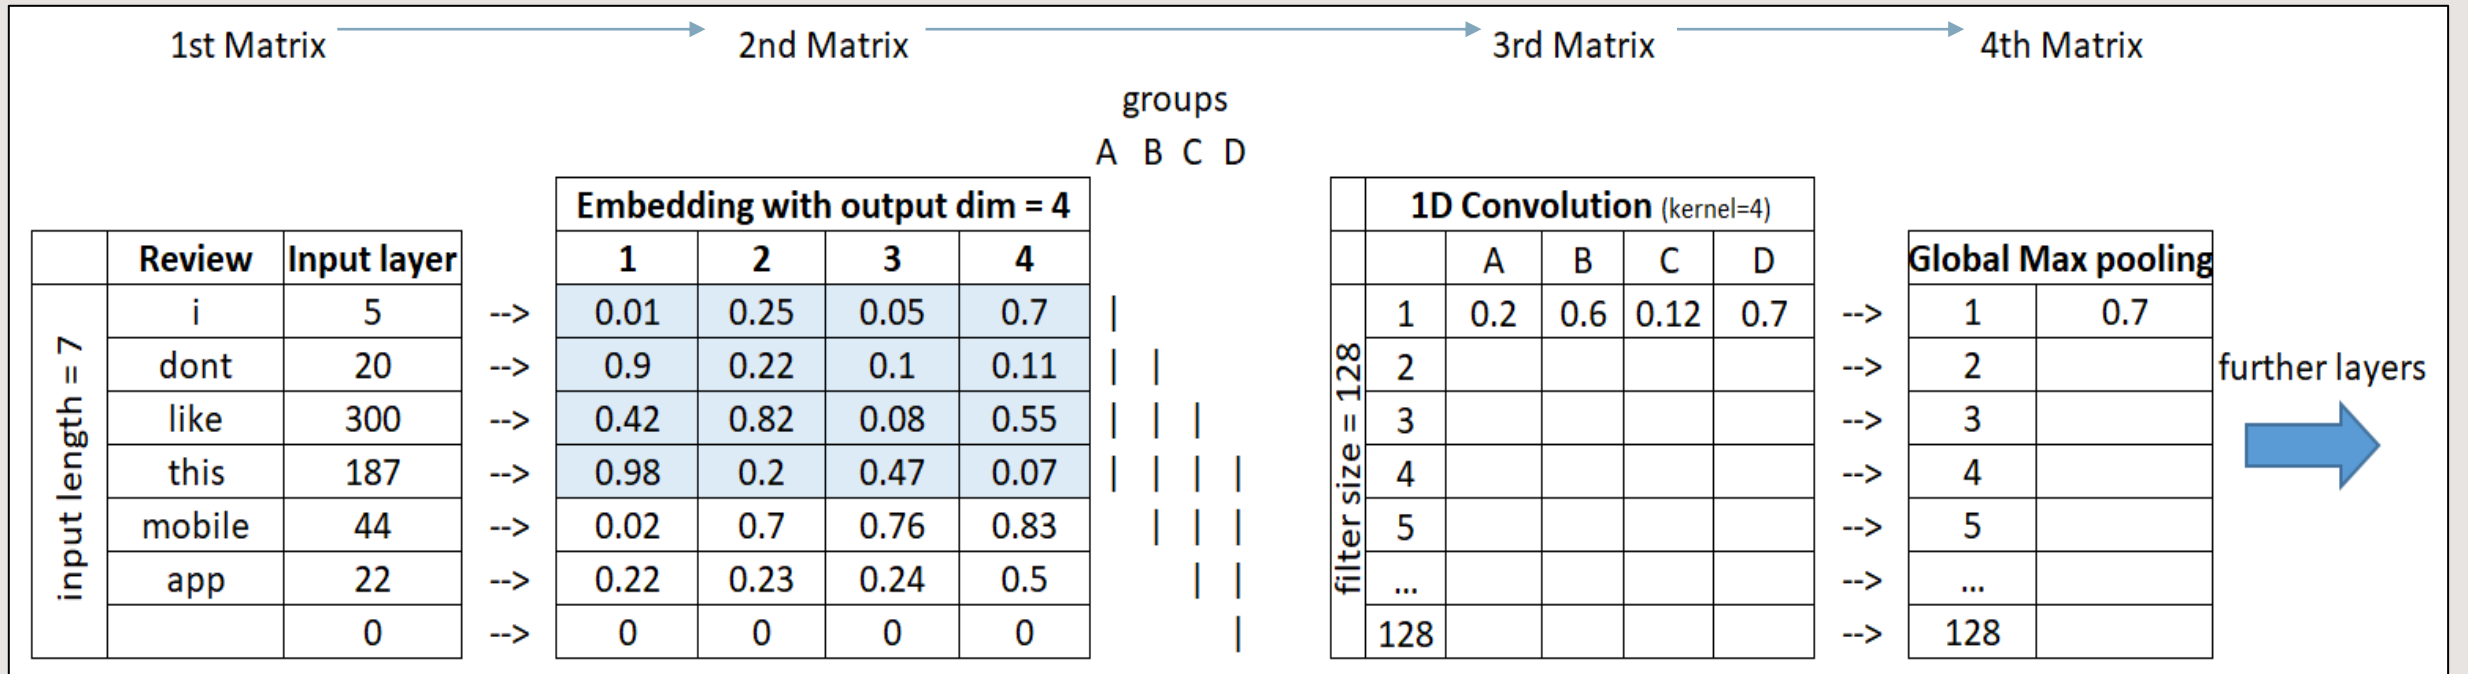 1st Matrix 2nd Matrix 3rd Matrix 4th Matrix
groups
A B C D
Embedding with output dim = 4 1D Convolution (kernel=4)
Review Input layer 1 2 3 4 A B C D Global Max pooling
input length = 7
filter size = 128
i 5 --> 0.01 0.25 0.05 0.7 | 1 0.2 0.6 0.12 0.7 --> 1 0.7
dont 20 --> 0.9 0.22 0.1 0.11 | | 2 --> 2 further layers
like 300 --> 0.42 0.82 0.08 0.55 | | | 3 --> 3
this 187 --> 0.98 0.2 0.47 0.07 | | | | 4 --> 4
mobile 44 --> 0.02 0.7 0.76 0.83 | | | 5 --> 5
app 22 --> 0.22 0.23 0.24 0.5 | | ... --> ...
0 --> 0 0 0 0 | 128 --> 128